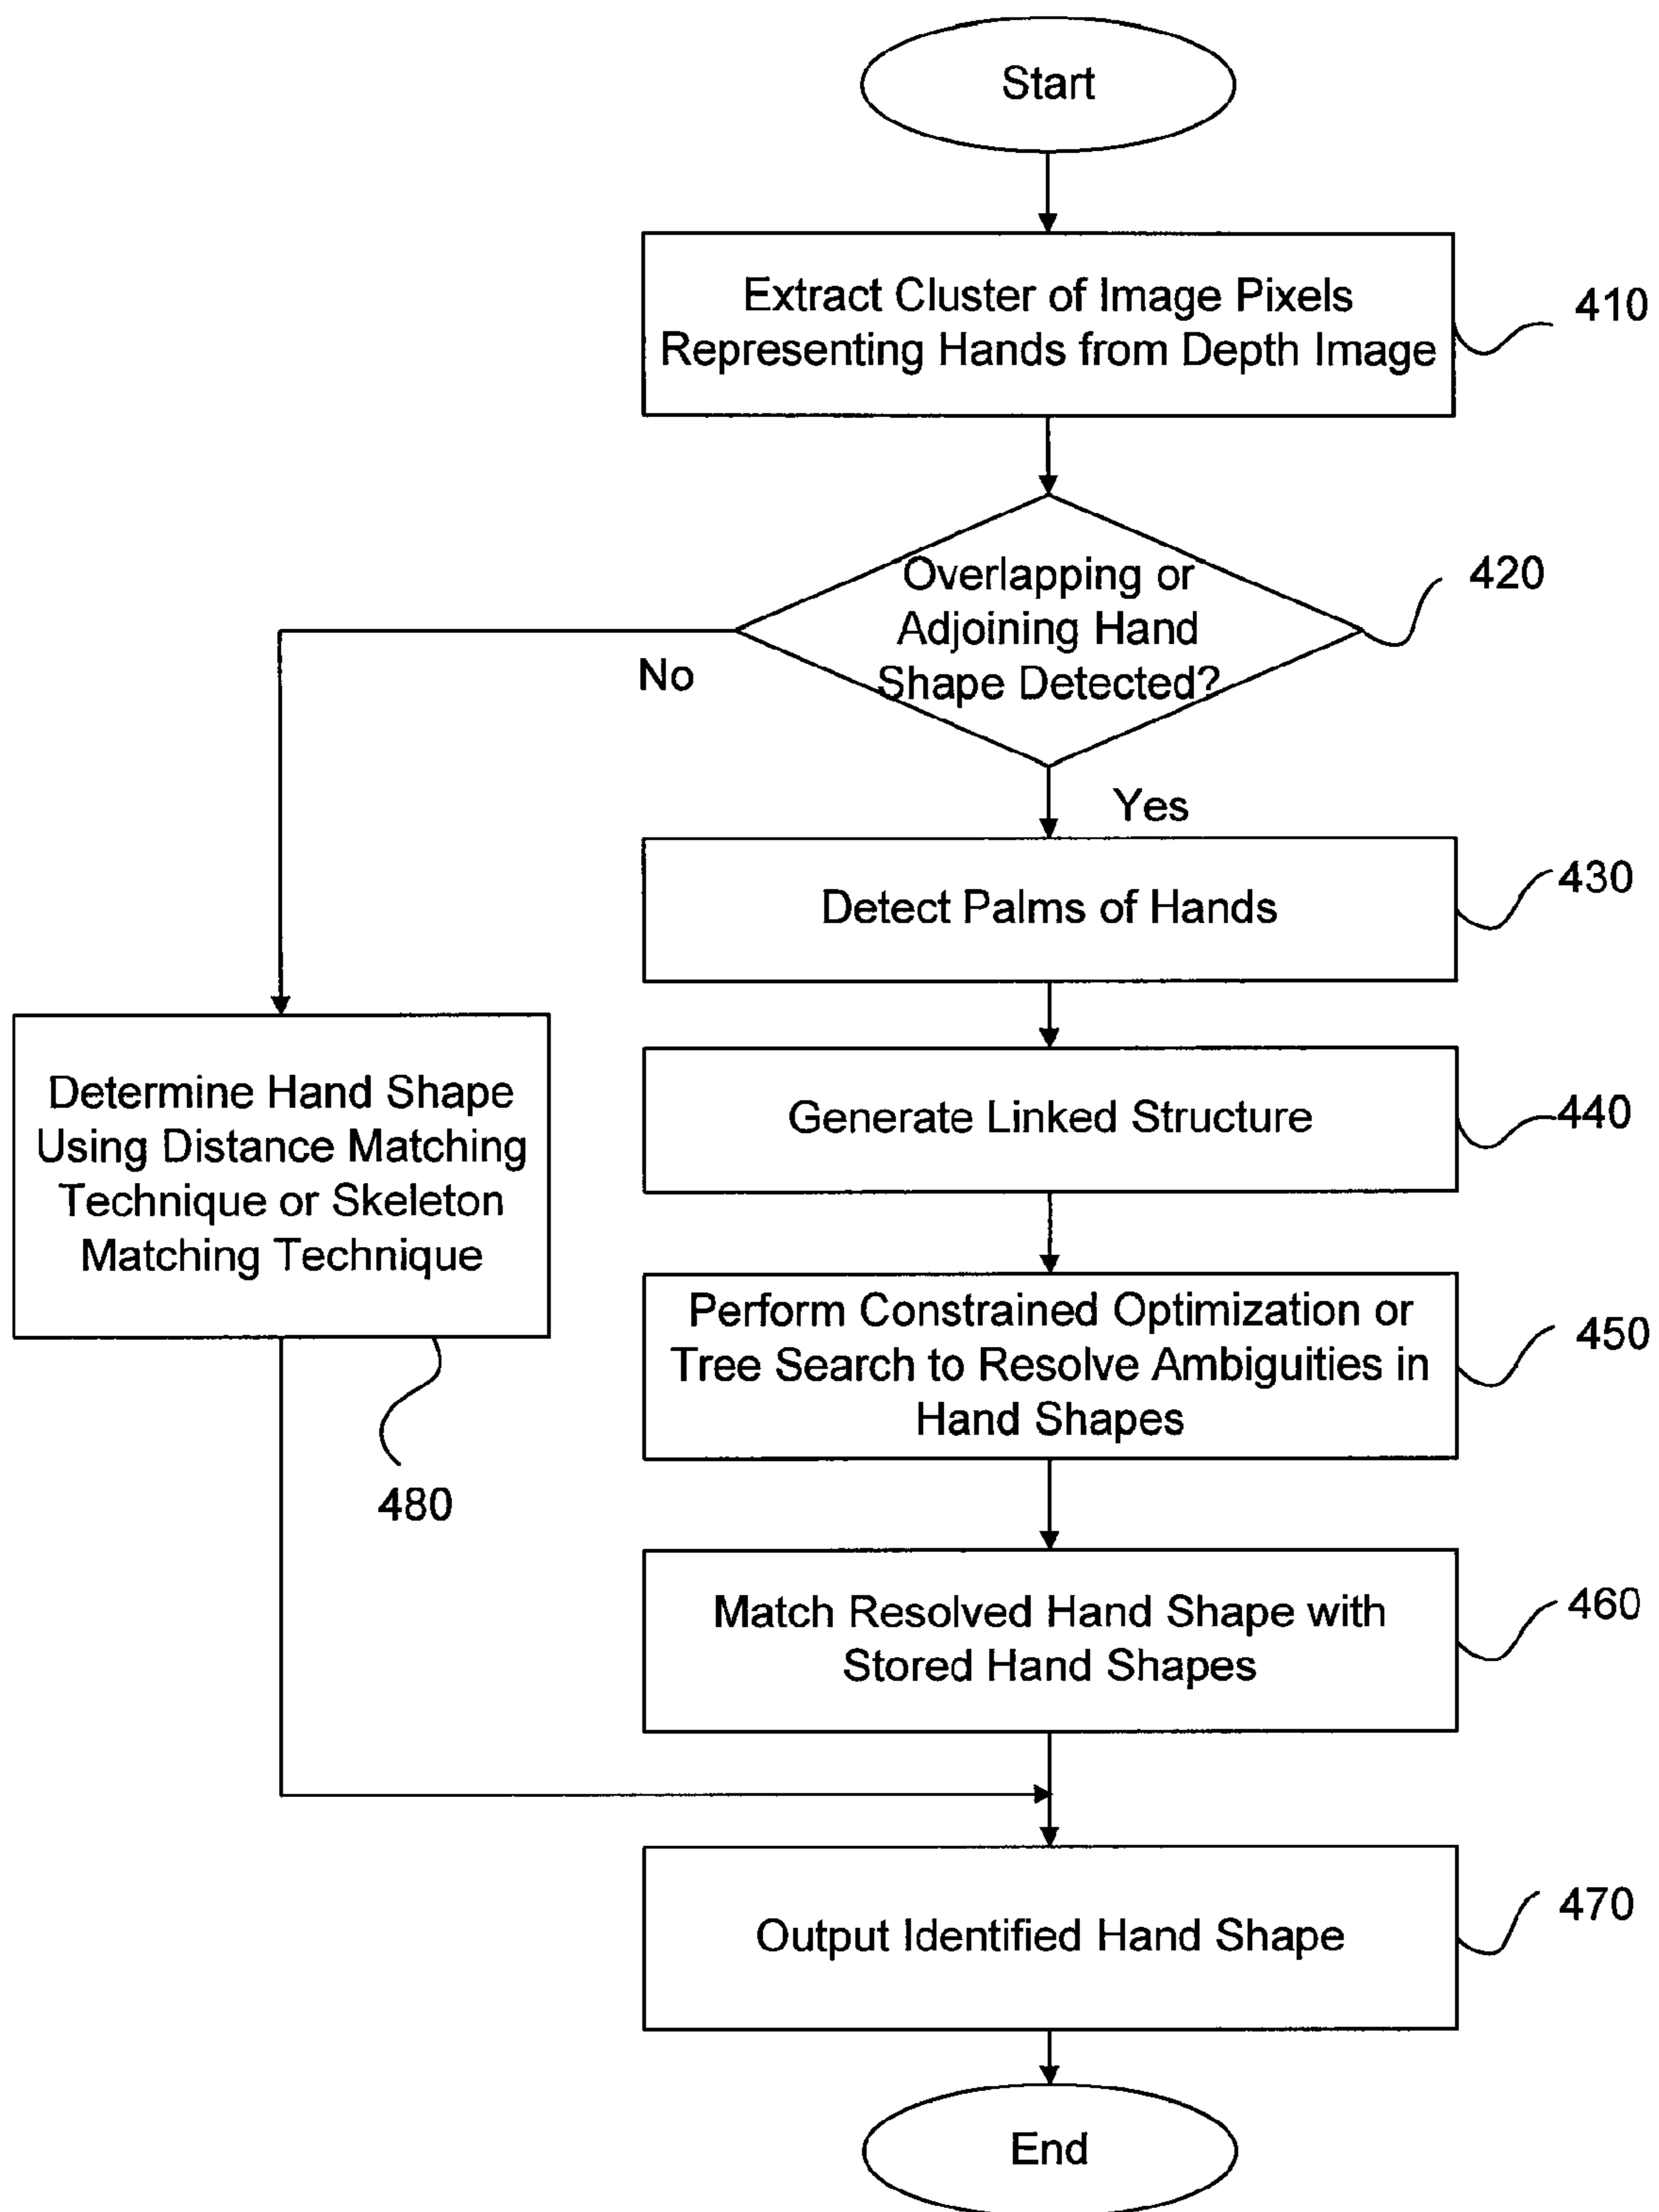 Start
Extract Cluster of Image Pixels
Representing Hands from Depth Image
410
Overlapping or
Adjoining Hand
Shape Detected?
420
No
Yes
Detect Palms of Hands
430
Generate Linked Structure
440
Determine Hand Shape
Using Distance Matching
Technique or Skeleton
Matching Technique
480
Perform Constrained Optimization or
Tree Search to Resolve Ambiguities in
Hand Shapes
450
Match Resolved Hand Shape with
Stored Hand Shapes
460
Output Identified Hand Shape
470
End